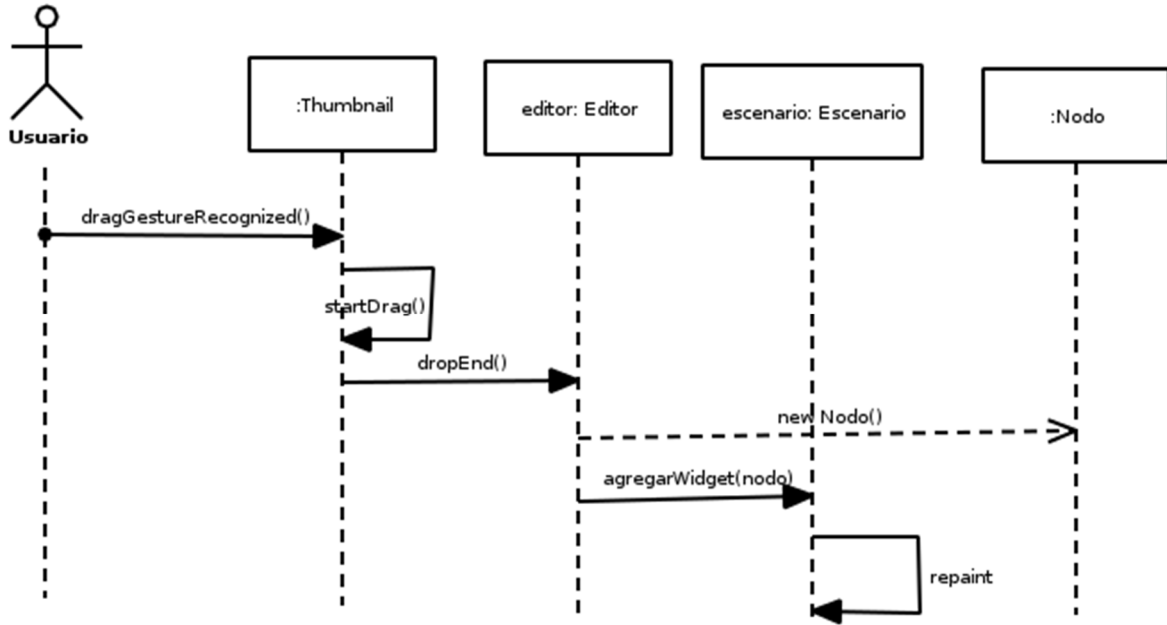 Usuario
:Thumbnail
editor: Editor
escenario: Escenario
:Nodo
dragGestureRecognized()
startDrag()
dropEnd()
new Nodo()
agregarWidget(nodo)
repaint